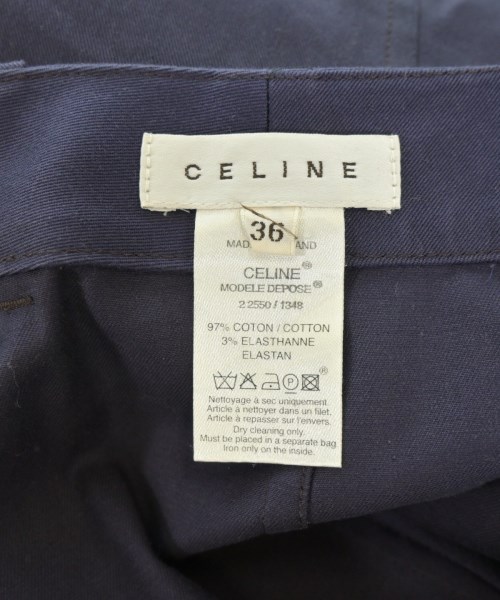 CELINE
36
MADE AND
CELINE®
MODELE DEPOSE®
2 2550 / 1348
97% COTON / COTTON
3% ELASTHANNE
ELASTAN
P
®
Nettoyage à sec uniquement.
Article à nettoyer dans un filet.
Article à repasser sur l'envers.
Dry cleaning only.
Must be placed in a separate bag
Iron only on the inside.